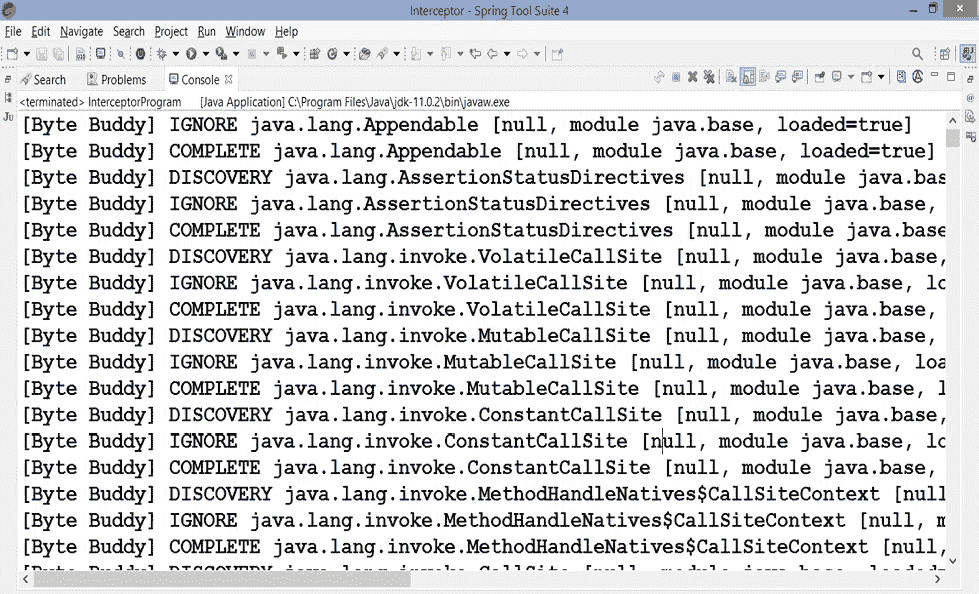 Interceptor - Spring Tool Suite 4
File Edit Navigate Search Project Run Window Help
Search Problems Console
<terminated> InterceptorProgram [Java Application] C:\Program Files\Java\jdk-11.0.2\bin\javaw.exe
Ju
[Byte Buddy] IGNORE java.lang.Appendable [null, module java.base, loaded=true]
[Byte Buddy] COMPLETE java.lang.Appendable [null, module java.base, loaded=true]
[Byte Buddy] DISCOVERY java.lang.AssertionStatusDirectives [null, module java.bas
[Byte Buddy] IGNORE java.lang.AssertionStatusDirectives [null, module java.base,
[Byte Buddy] COMPLETE java.lang.AssertionStatusDirectives [null, module java.base
[Byte Buddy] DISCOVERY java.lang.invoke.VolatileCallSite [null, module java.base,
[Byte Buddy] IGNORE java.lang.invoke.VolatileCallSite [null, module java.base, lo
[Byte Buddy] COMPLETE java.lang.invoke.VolatileCallSite [null, module java.base,
[Byte Buddy] DISCOVERY java.lang.invoke.MutableCallSite [null, module java.base,
[Byte Buddy] IGNORE java.lang.invoke.MutableCallSite [null, module java.base, loa
[Byte Buddy] COMPLETE java.lang.invoke.MutableCallSite [null, module java.base, l
[Byte Buddy] DISCOVERY java.lang.invoke.ConstantCallSite [null, module java.base,
[Byte Buddy] IGNORE java.lang.invoke.ConstantCallSite [null, module java.base, lo
[Byte Buddy] COMPLETE java.lang.invoke.ConstantCallSite [null, module java.base,
[Byte Buddy] DISCOVERY java.lang.invoke.MethodHandleNatives$CallSiteContext [null
[Byte Buddy] IGNORE java.lang.invoke.MethodHandleNatives$CallSiteContext [null, m
[Byte Buddy] COMPLETE java.lang.invoke.MethodHandleNatives$CallSiteContext [null,